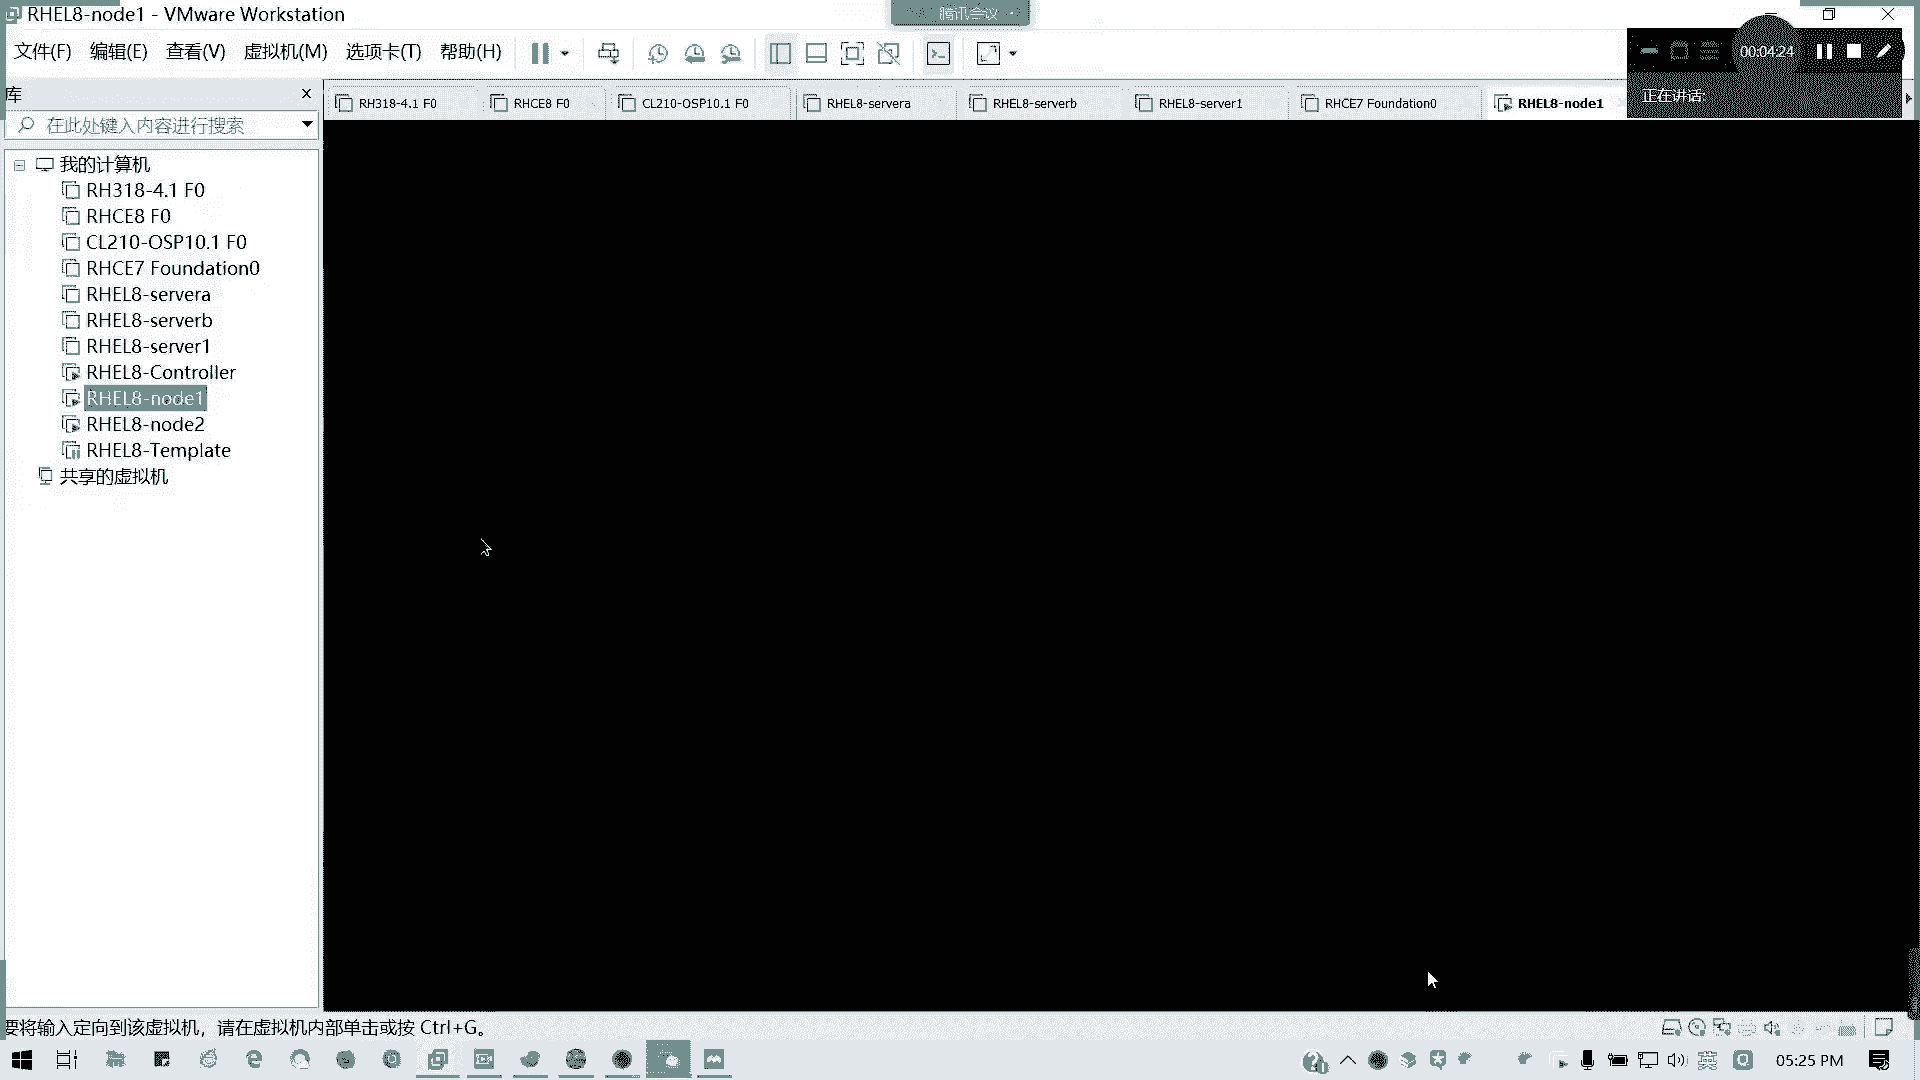 RHEL8-node1 - VMware Workstation
腾讯会议
文件(F) 编辑(E) 查看(V) 虚拟机(M) 选项卡(T) 帮助(H)
00:04:24
正在讲话:
库
在此处键入内容进行搜索
RH318-4.1 F0 RHCE8 F0 CL210-OSP10.1 F0 RHEL8-servera RHEL8-serverb RHEL8-server1 RHCE7 Foundation0 RHEL8-node1
我的计算机
RH318-4.1 F0
RHCE8 F0
CL210-OSP10.1 F0
RHCE7 Foundation0
RHEL8-servera
RHEL8-serverb
RHEL8-server1
RHEL8-Controller
RHEL8-node1
RHEL8-node2
RHEL8-Template
共享的虚拟机
要将输入定向到该虚拟机，请在虚拟机内部单击或按 Ctrl+G。
英
05:25 PM